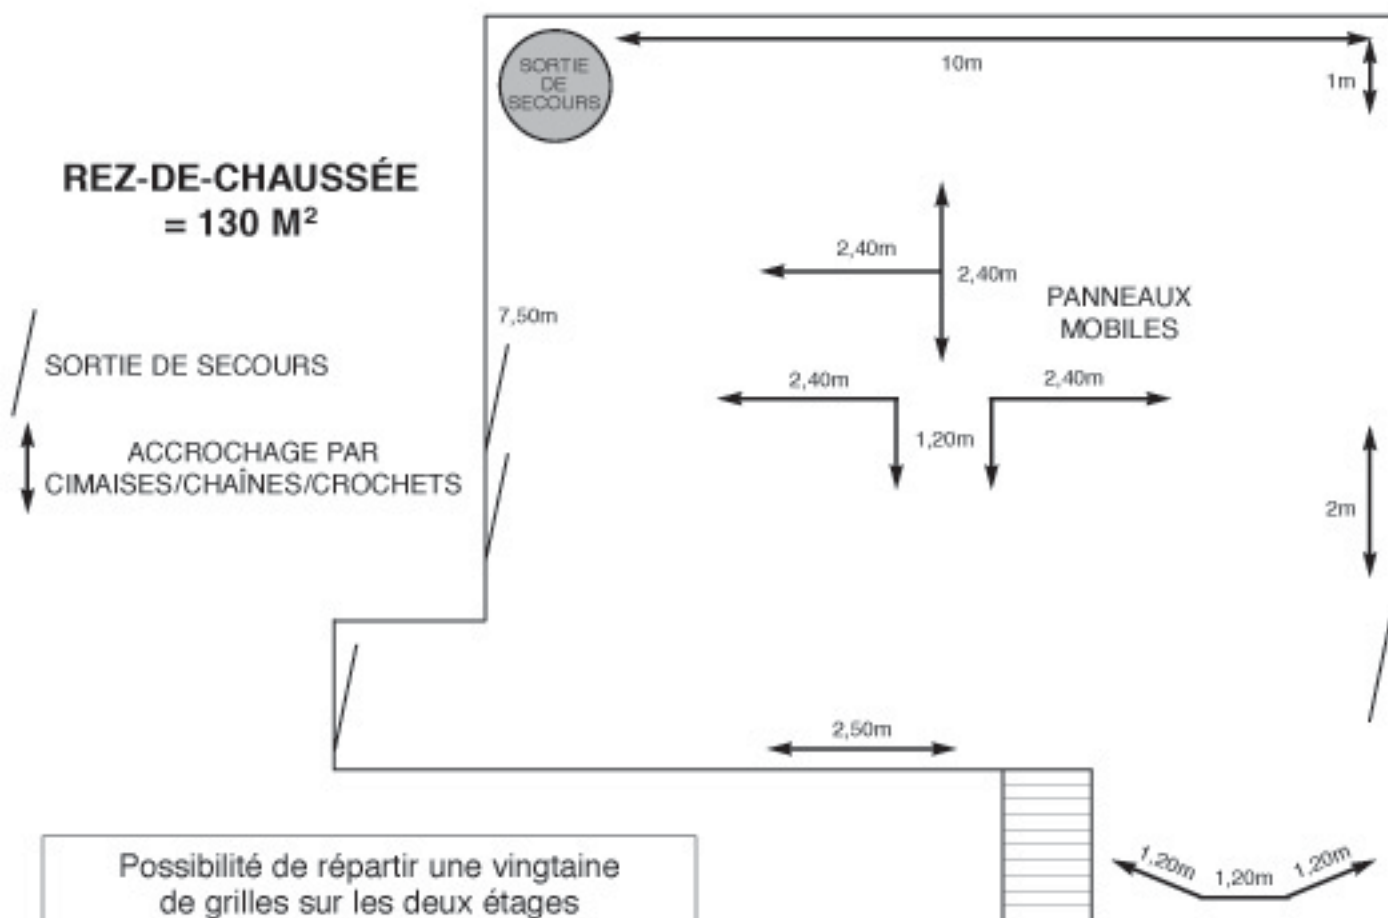 SORTIE
DE
SECOURS
10m
1m
REZ-DE-CHAUSSÉE
= 130 M²
2,40m
2,40m
PANNEAUX
MOBILES
7,50m
SORTIE DE SECOURS
2,40m
2,40m
1,20m
ACCROCHAGE PAR
CIMAISES/CHAÎNES/CROCHETS
2m
2,50m
Possibilité de répartir une vingtaine
de grilles sur les deux étages
1,20m
1,20m
1,20m